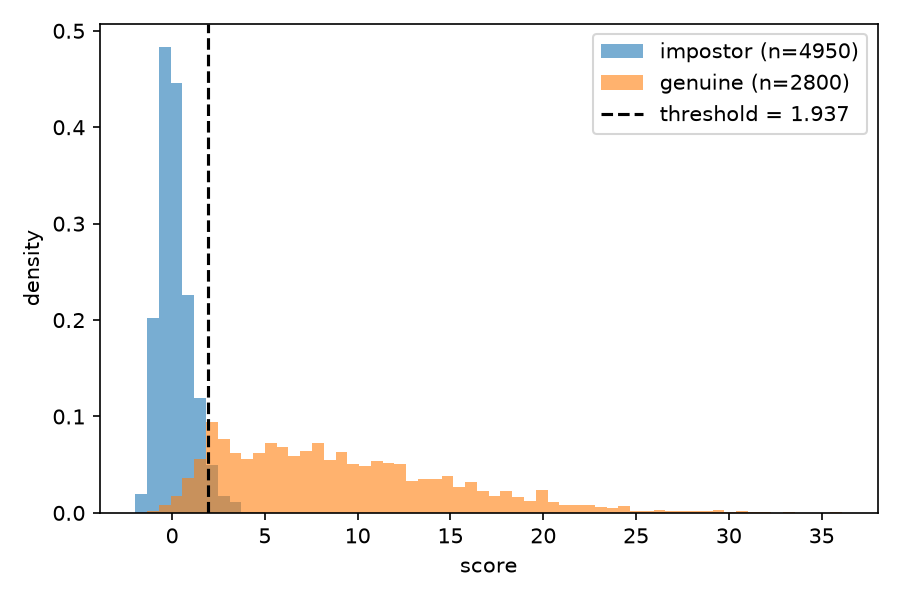 impostor (n=4950)
genuine (n=2800)
threshold = 1.937
density
0.5
0.4
0.3
0.2
0.1
0.0
0 5 10 15 20 25 30 35
score